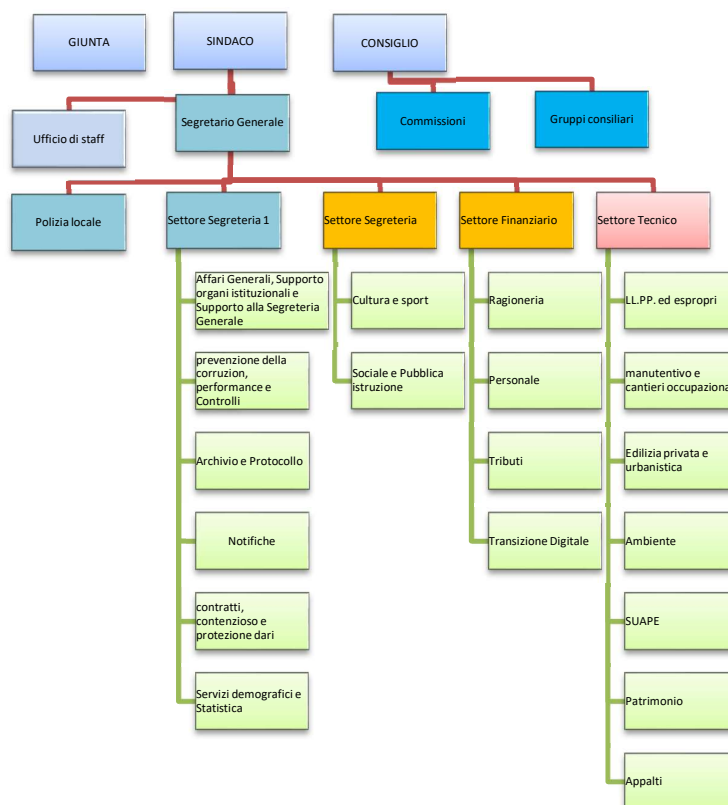 GIUNTA
SINDACO
CONSIGLIO
Ufficio di staff
Segretario Generale
Commissioni
Gruppi consiliari
Polizia locale
Settore Segreteria 1
Settore Segreteria
Settore Finanziario
Settore Tecnico
Affari Generali, Supporto
organi istituzionali e
Supporto alla Segreteria
Generale
prevenzione della
corruzion,
performance e
Controlli
Archivio e Protocollo
Notifiche
contratti,
contenzioso e
protezione dari
Servizi demografici e
Statistica
Cultura e sport
Sociale e Pubblica
istruzione
Ragioneria
Personale
Tributi
Transizione Digitale
LL.PP. ed espropri
manutentivo e
cantieri occupaziona
Edilizia privata e
urbanistica
Ambiente
SUAPE
Patrimonio
Appalti